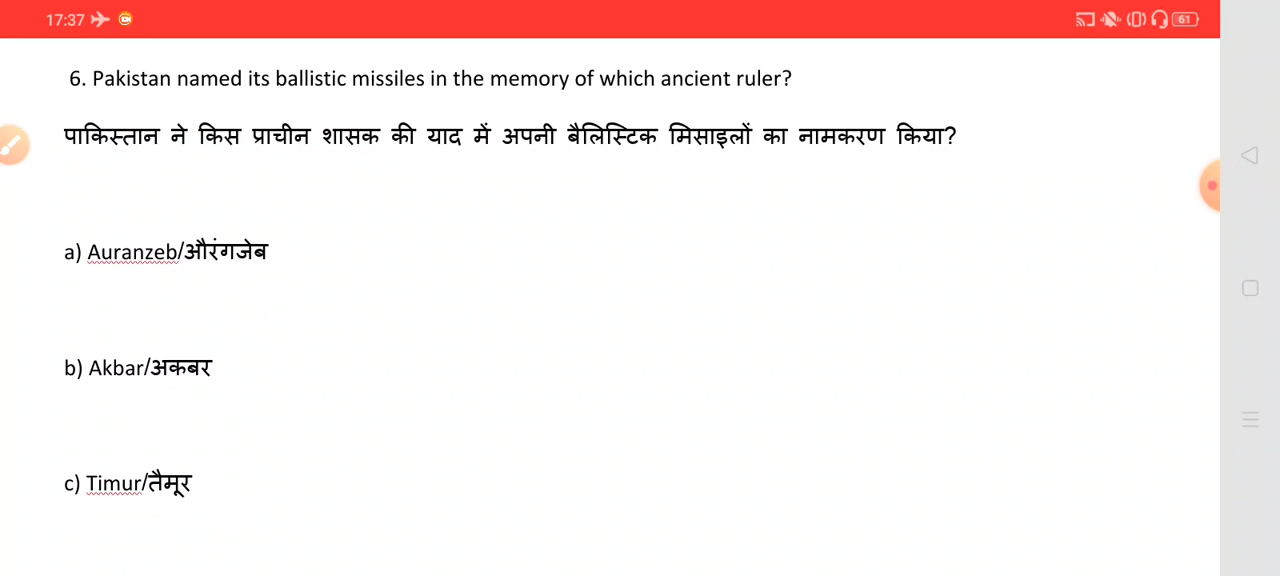 17:37
61
6. Pakistan named its ballistic missiles in the memory of which ancient ruler?
पाकिस्तान ने किस प्राचीन शासक की याद में अपनी बैलिस्टिक मिसाइलों का नामकरण किया?
a) Auranzeb/औरंगजेब
b) Akbar/अकबर
c) Timur/तैमूर